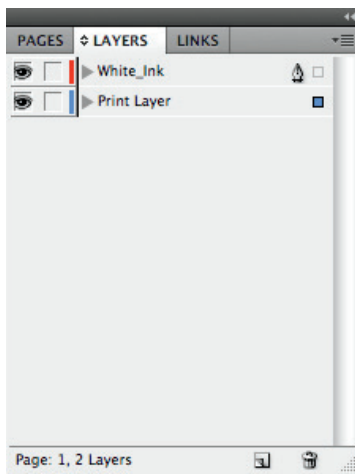 PAGES LAYERS LINKS
White_Ink
Print Layer
Page: 1, 2 Layers